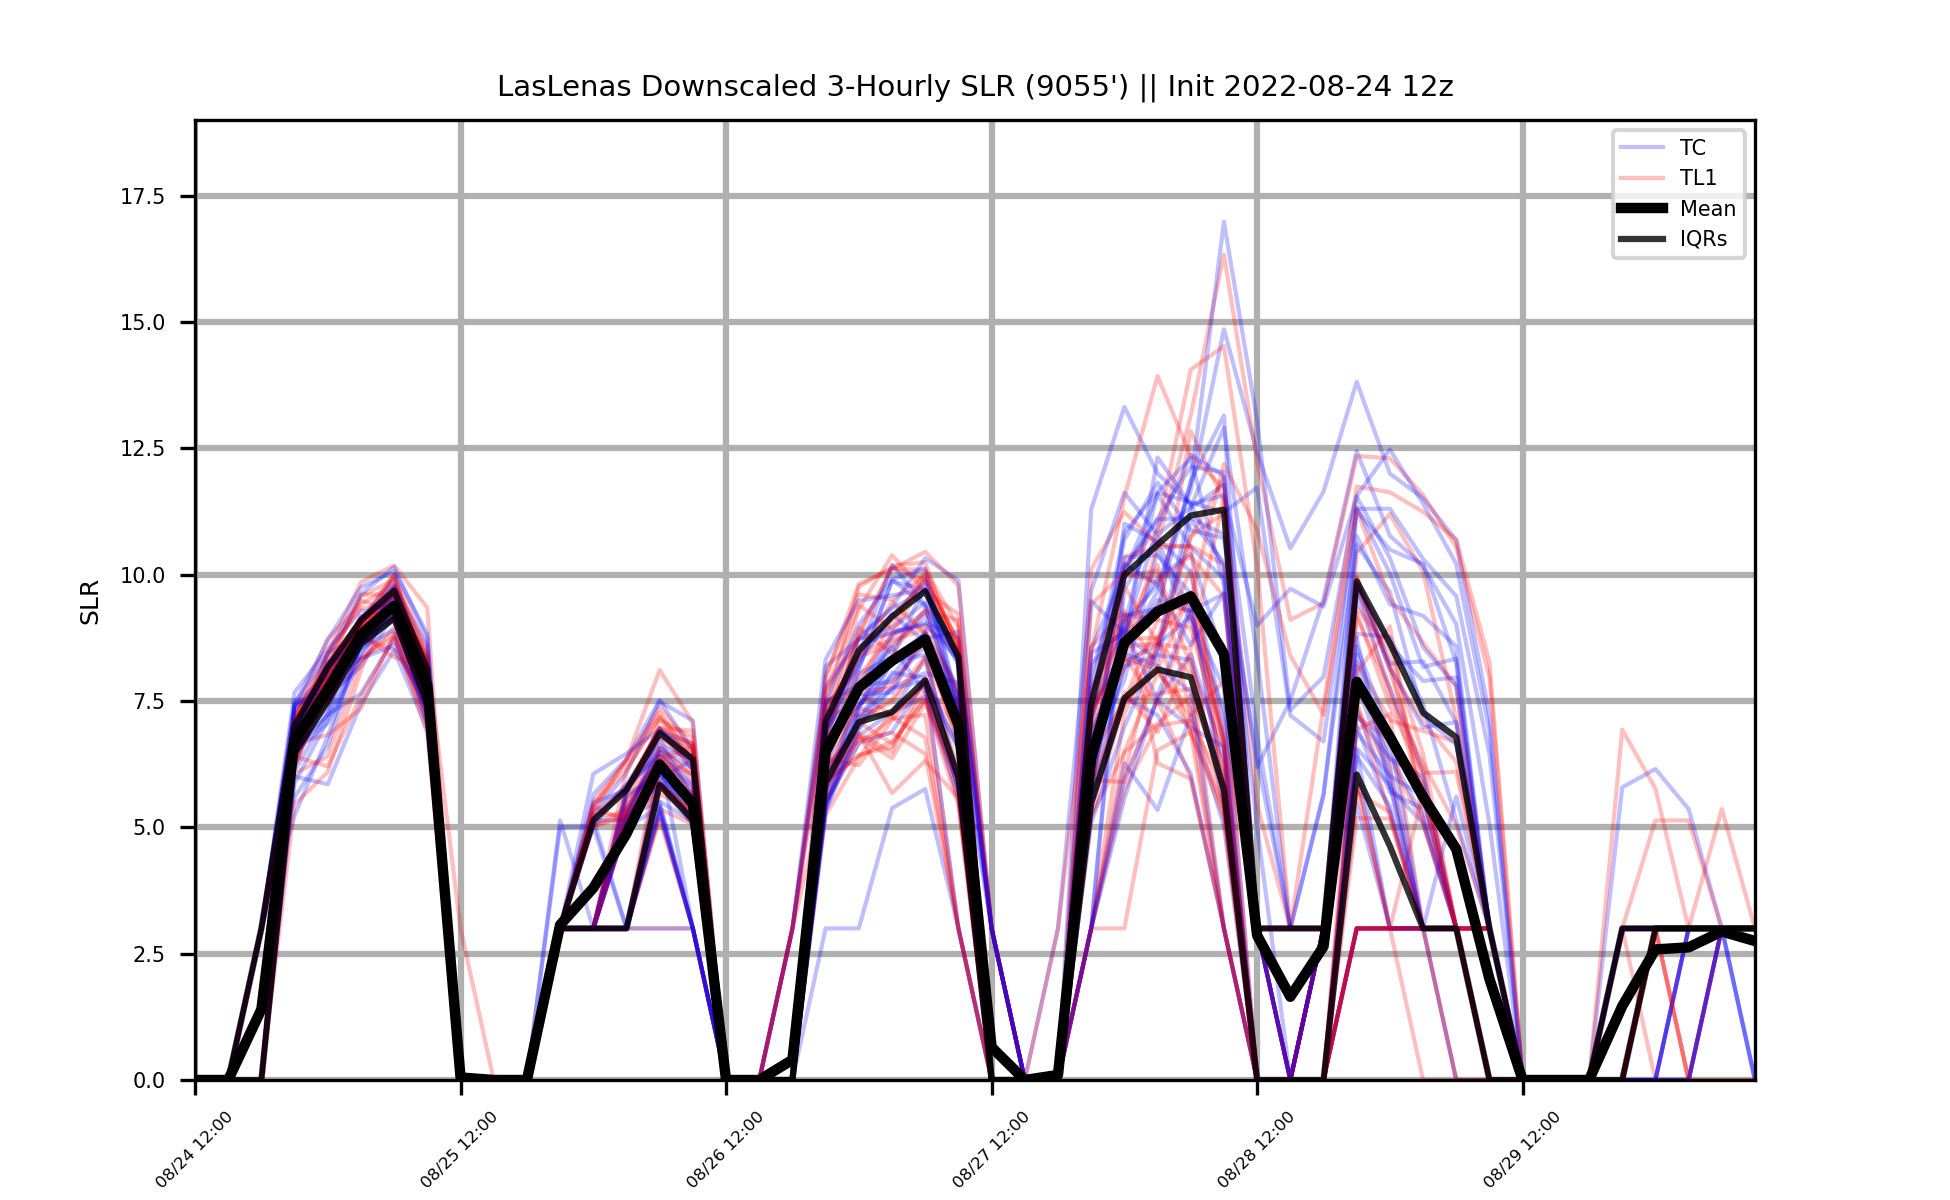 LasLenas Downscaled 3-Hourly SLR (9055') || Init 2022-08-24 12z
TC
TL1
Mean
IQRs
SLR
17.5
15.0
12.5
10.0
7.5
5.0
2.5
0.0
08/24 12:00
08/25 12:00
08/26 12:00
08/27 12:00
08/28 12:00
08/29 12:00